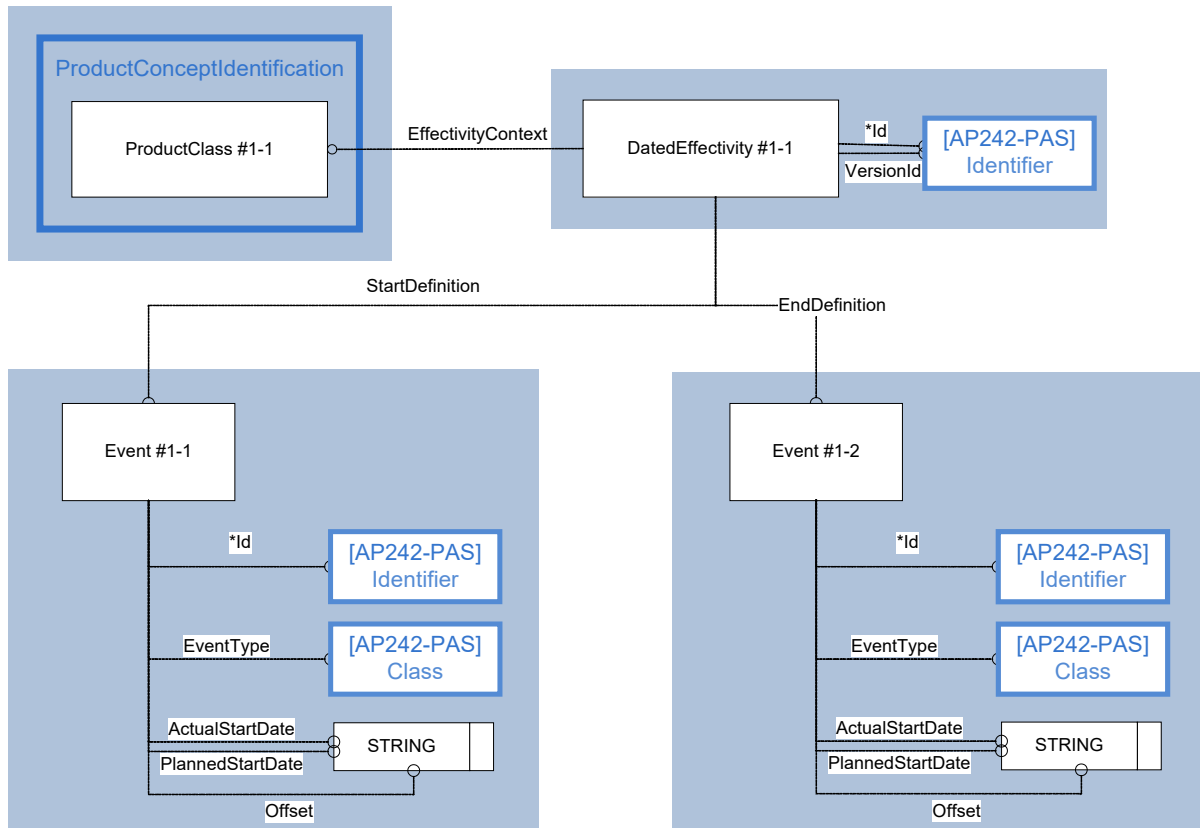 ProductConceptIdentification
ProductClass #1-1
EffectivityContext
DatedEffectivity #1-1
*Id
VersionId
[AP242-PAS]
Identifier
StartDefinition
EndDefinition
Event #1-1
*Id
[AP242-PAS]
Identifier
EventType
[AP242-PAS]
Class
ActualStartDate
PlannedStartDate
STRING
Offset
Event #1-2
*Id
[AP242-PAS]
Identifier
EventType
[AP242-PAS]
Class
ActualStartDate
PlannedStartDate
STRING
Offset